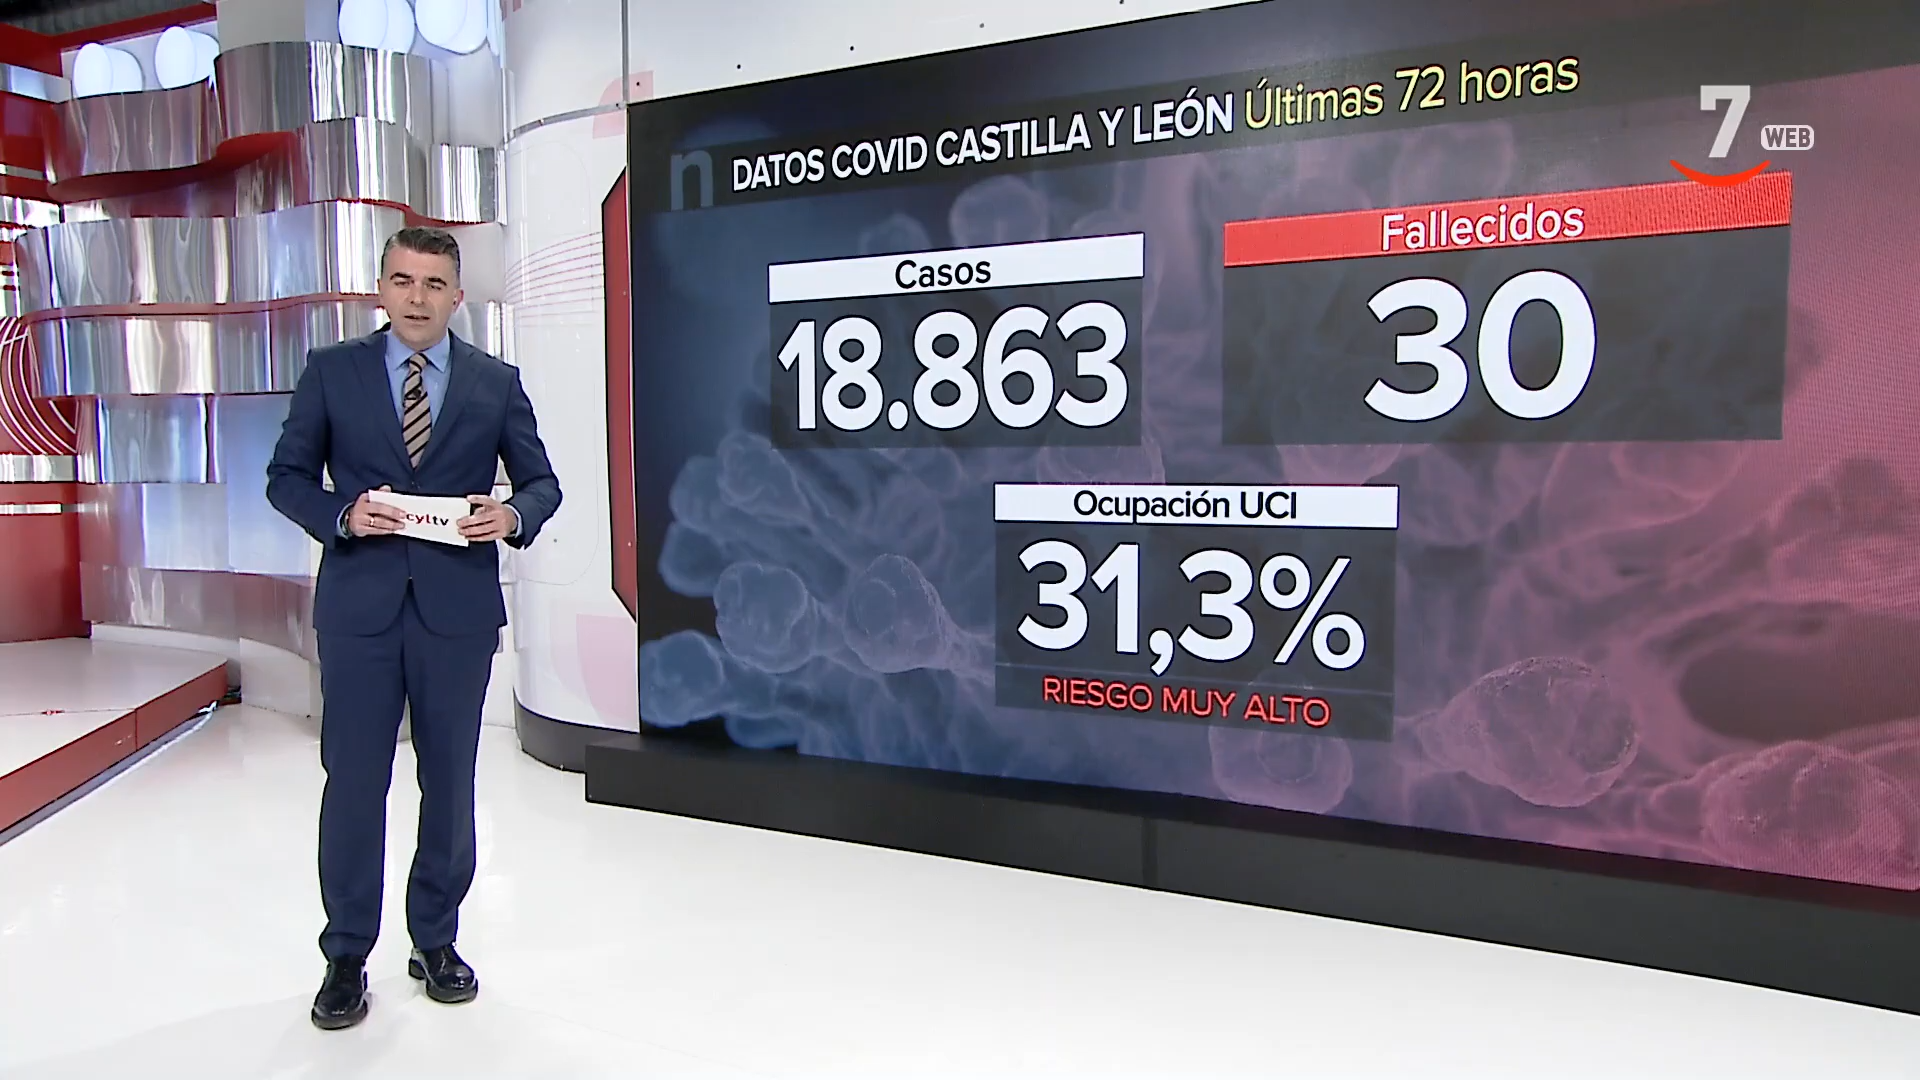 DATOS COVID CASTILLA Y LEÓN Últimas 72 horas
7 WEB
n
Casos
18.863
Fallecidos
30
Ocupación UCI
31,3%
RIESGO MUY ALTO
cyltv